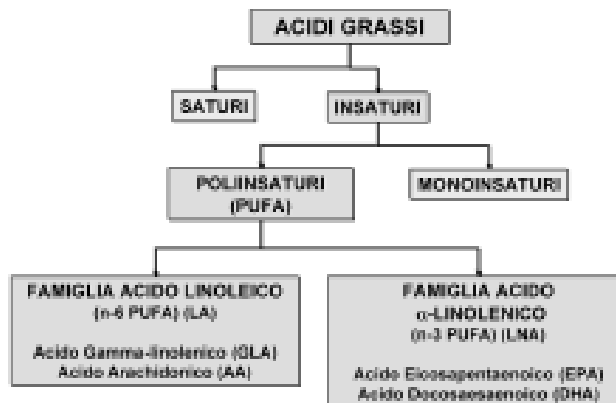 ACIDI GRASSI
SATURI
INSATURI
POLIINSATURI
(PUFA)
MONOINSATURI
FAMIGLIA ACIDO LINOLEICO
(n-6 PUFA) (LA)
Acido Gamma-linolenico (GLA)
Acido Arachidonico (AA)
FAMIGLIA ACIDO
α-LINOLENICO
(n-3 PUFA) (LNA)
Acido Eicosapentaenoico (EPA)
Acido Docosaesaenoico (DHA)